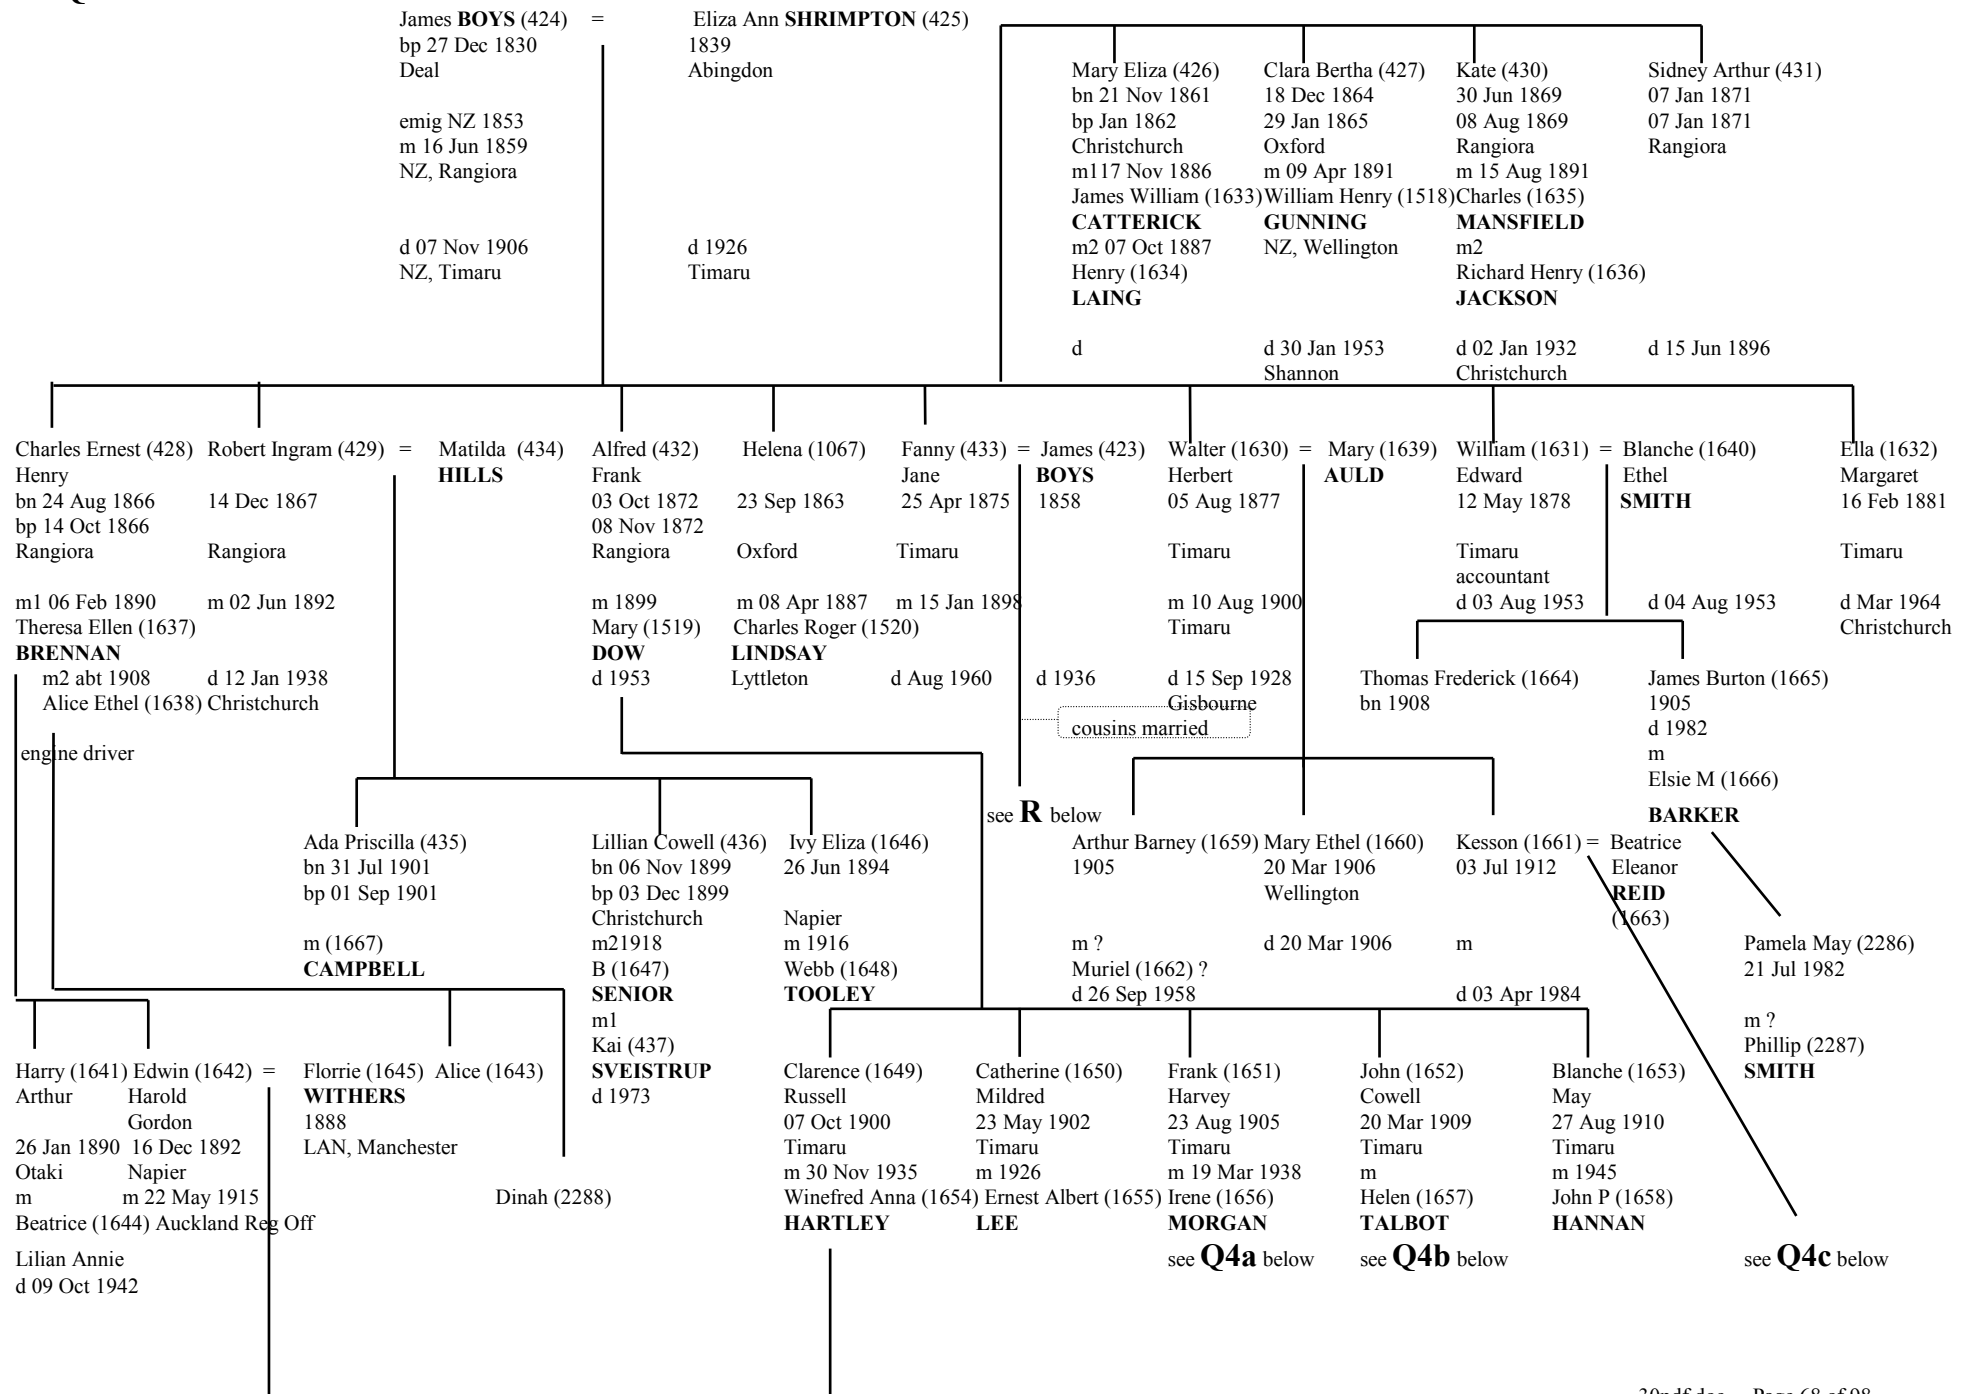 James BOYS (424) = Eliza Ann SHRIMPTON (425)
bp 27 Dec 1830 1839
Deal Abingdon
emig NZ 1853
m 16 Jun 1859
NZ, Rangiora
d 07 Nov 1906 d 1926
NZ, Timaru Timaru
Mary Eliza (426) Clara Bertha (427) Kate (430) Sidney Arthur (431)
bn 21 Nov 1861 18 Dec 1864 30 Jun 1869 07 Jan 1871
bp Jan 1862 29 Jan 1865 08 Aug 1869 07 Jan 1871
Christchurch Oxford Rangiora Rangiora
m117 Nov 1886 m 09 Apr 1891 m 15 Aug 1891
James William (1633) William Henry (1518) Charles (1635)
CATTERICK GUNNING MANSFIELD
m2 07 Oct 1887 NZ, Wellington m2
Henry (1634) Richard Henry (1636)
LAING JACKSON
d d 30 Jan 1953 d 02 Jan 1932 d 15 Jun 1896
Shannon Christchurch
Charles Ernest (428) Robert Ingram (429) = Matilda (434) Alfred (432) Helena (1067) Fanny (433) = James (423) Walter (1630) = Mary (1639) William (1631) = Blanche (1640) Ella (1632)
Henry HILLS Frank Jane BOYS Herbert AULD Edward Ethel Margaret
bn 24 Aug 1866 14 Dec 1867 03 Oct 1872 23 Sep 1863 25 Apr 1875 1858 05 Aug 1877 12 May 1878 SMITH 16 Feb 1881
bp 14 Oct 1866 08 Nov 1872
Rangiora Rangiora Rangiora Oxford Timaru Timaru Timaru Timaru
accountant
m1 06 Feb 1890 m 02 Jun 1892 m 1899 m 08 Apr 1887 m 15 Jan 1898 m 10 Aug 1900 d 03 Aug 1953 d 04 Aug 1953 d Mar 1964
Theresa Ellen (1637) Mary (1519) Charles Roger (1520) Timaru Christchurch
BRENNAN DOW LINDSAY
m2 abt 1908 d 12 Jan 1938 d 1953 Lyttleton d Aug 1960 d 1936 d 15 Sep 1928 Thomas Frederick (1664) James Burton (1665)
Alice Ethel (1638) Christchurch Gisbourne bn 1908 1905
cousins married d 1982
engine driver m
Elsie M (1666)
see R below BARKER
Ada Priscilla (435) Lillian Cowell (436) Ivy Eliza (1646) Arthur Barney (1659) Mary Ethel (1660) Kesson (1661) = Beatrice
bn 31 Jul 1901 bn 06 Nov 1899 26 Jun 1894 1905 20 Mar 1906 03 Jul 1912 Eleanor
bp 01 Sep 1901 bp 03 Dec 1899 Wellington REID
Christchurch Napier (1663)
m (1667) m21918 m 1916 m ? d 20 Mar 1906 m Pamela May (2286)
CAMPBELL B (1647) Webb (1648) Muriel (1662) ? 21 Jul 1982
SENIOR TOOLEY d 26 Sep 1958 d 03 Apr 1984
m1 m ?
Kai (437) Phillip (2287)
Harry (1641) Edwin (1642) = Florrie (1645) Alice (1643) SVEISTRUP Clarence (1649) Catherine (1650) Frank (1651) John (1652) Blanche (1653) SMITH
Arthur Harold WITHERS d 1973 Russell Mildred Harvey Cowell May
Gordon 1888 07 Oct 1900 23 May 1902 23 Aug 1905 20 Mar 1909 27 Aug 1910
26 Jan 1890 16 Dec 1892 LAN, Manchester Timaru Timaru Timaru Timaru Timaru
Otaki Napier m 30 Nov 1935 m 1926 m 19 Mar 1938 m m 1945
m m 22 May 1915 Dinah (2288) Winefred Anna (1654) Ernest Albert (1655) Irene (1656) Helen (1657) John P (1658)
Beatrice (1644) Auckland Reg Off HARTLEY LEE MORGAN TALBOT HANNAN
Lilian Annie see Q4a below see Q4b below see Q4c below
d 09 Oct 1942